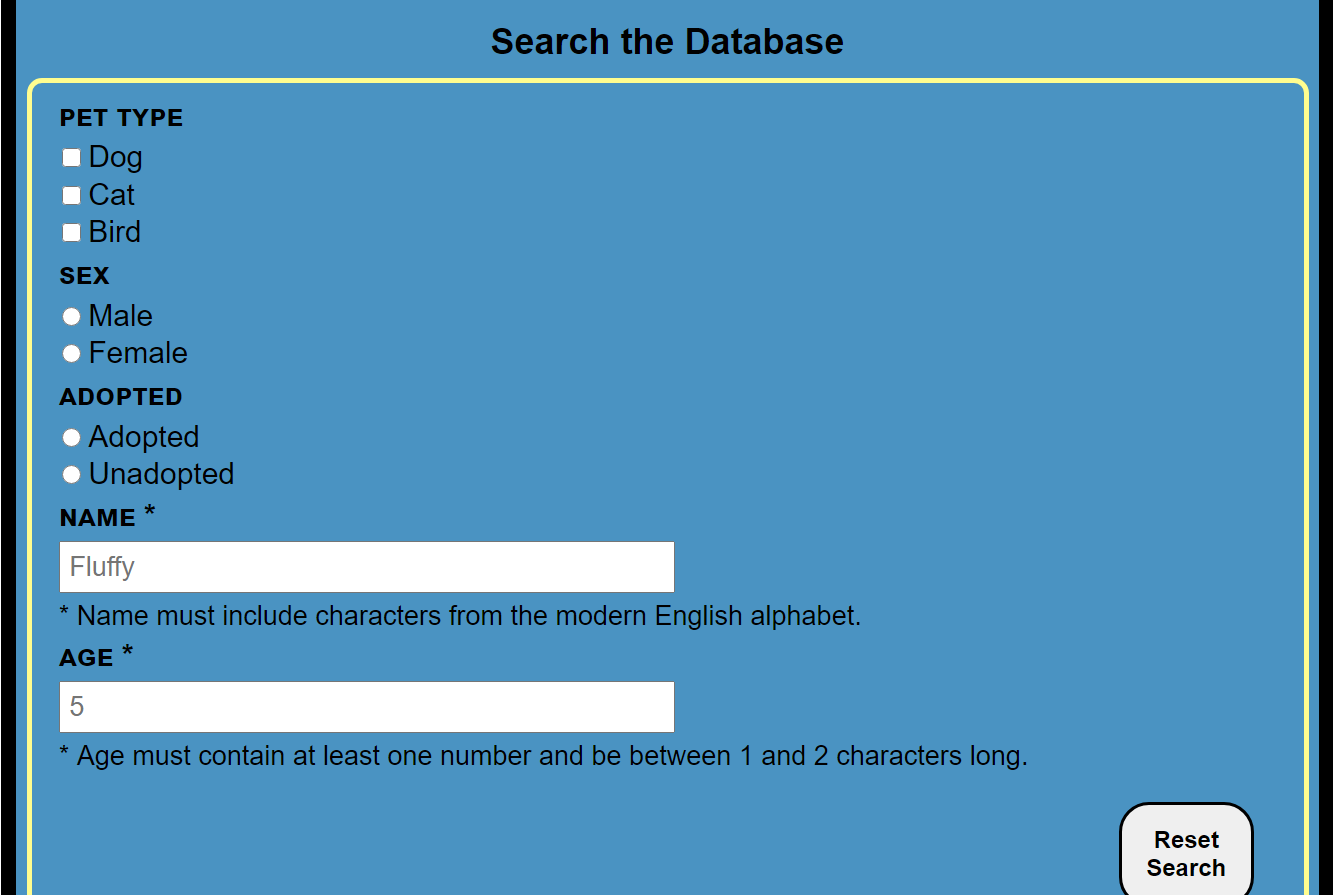 Search the Database
PET TYPE
Dog
Cat
Bird
SEX
Male
Female
ADOPTED
Adopted
Unadopted
NAME *
Fluffy
* Name must include characters from the modern English alphabet.
AGE *
5
* Age must contain at least one number and be between 1 and 2 characters long.
Reset
Search